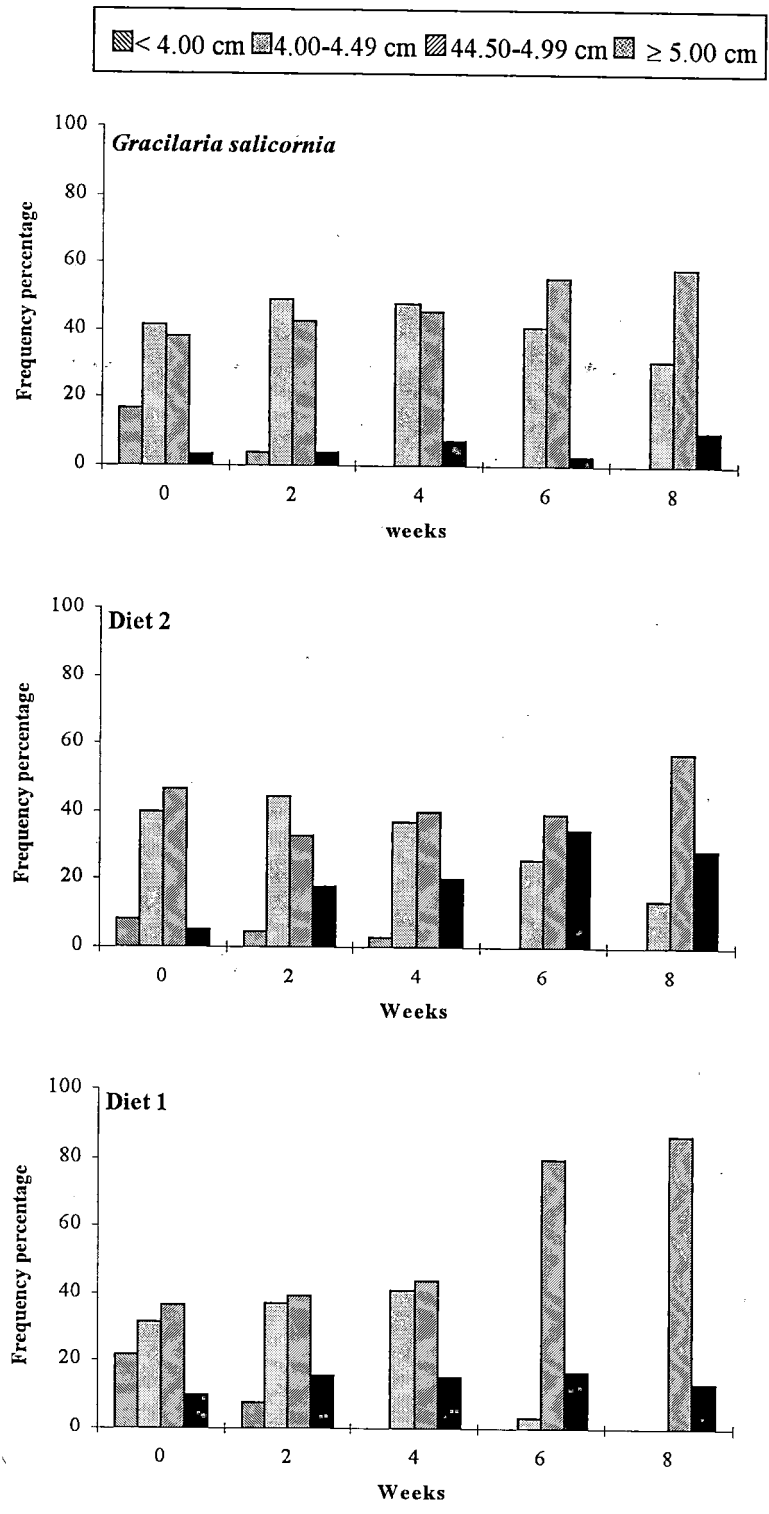 < 4.00 cm 4.00-4.49 cm 44.50-4.99 cm ≥ 5.00 cm
100
Gracilaria salicornia
80
60
40
20
0
Frequency percentage
0 2 4 6 8
weeks
100
Diet 2
80
60
40
20
0
Frequency percentage
0 2 4 6 8
Weeks
100
Diet 1
80
60
40
20
0
Frequency percentage
0 2 4 6 8
Weeks